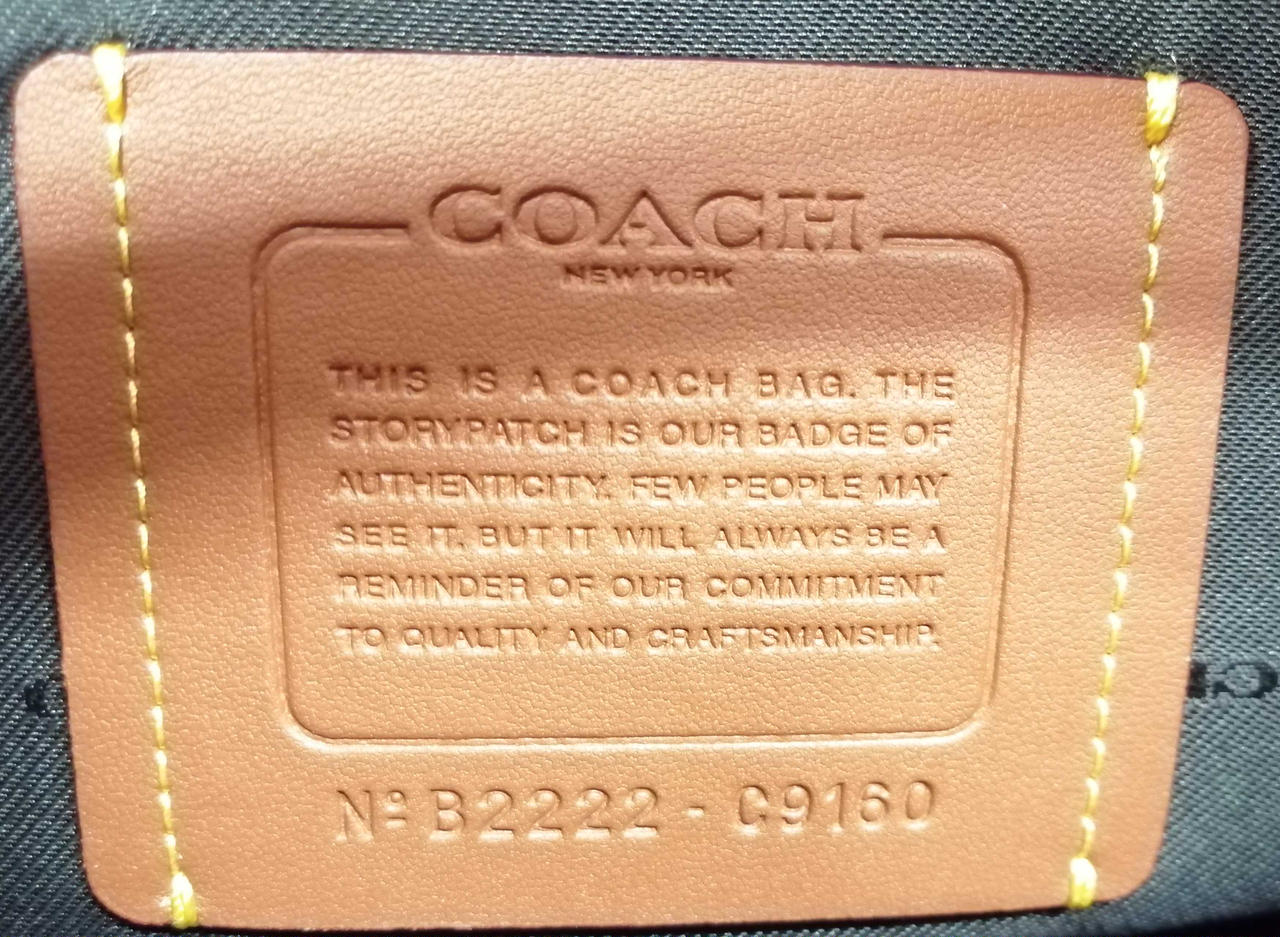 COACH
NEW YORK
THIS IS A COACH BAG. THE
STORYPATCH IS OUR BADGE OF
AUTHENTICITY. FEW PEOPLE MAY
SEE IT. BUT IT WILL ALWAYS BE A
REMINDER OF OUR COMMITMENT
TO QUALITY AND CRAFTSMANSHIP.
Nº B2222 - C9160